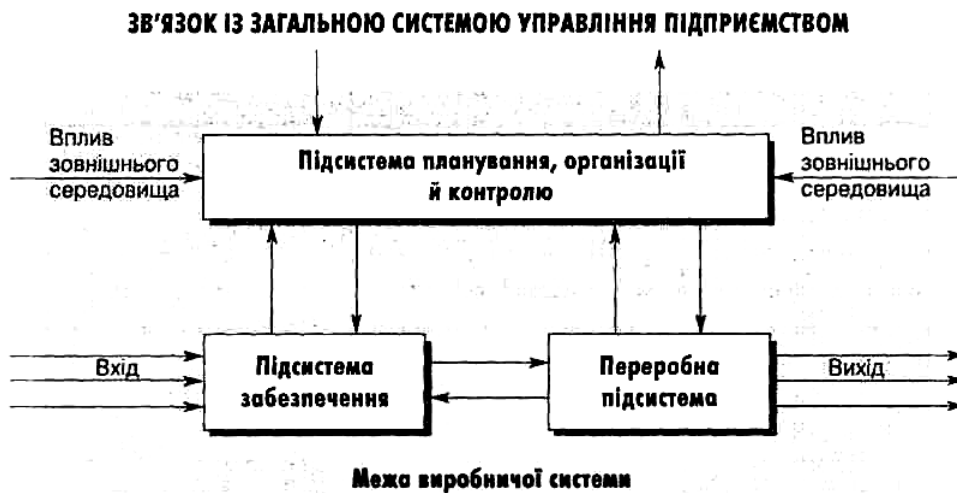 ЗВ'ЯЗОК ІЗ ЗАГАЛЬНОЮ СИСТЕМОЮ УПРАВЛІННЯ ПІДПРИЄМСТВОМ
Вплив
зовнішнього
середовища
Підсистема планування, організації
й контролю
Вплив
зовнішнього
середовища
Вхід
Підсистема
забезпечення
Переробна
підсистема
Вихід
Межа виробничої системи